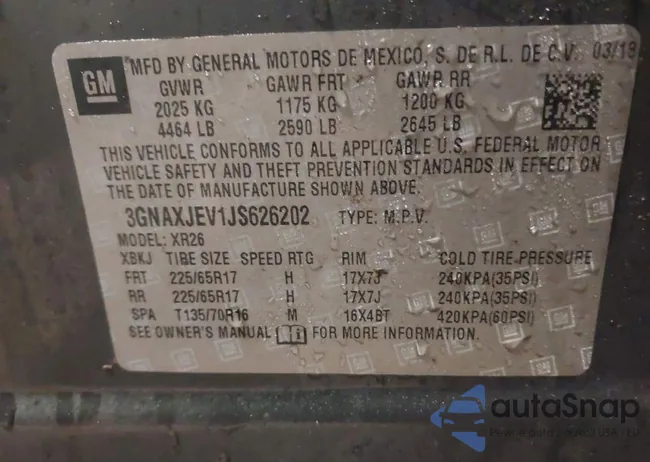 GM
MFD BY GENERAL MOTORS DE MEXICO, S. DE R.L. DE C.V. 03/18
GVWR GAWR FRT GAWR RR
2025 KG 1175 KG 1200 KG
4464 LB 2590 LB 2645 LB
THIS VEHICLE CONFORMS TO ALL APPLICABLE U.S. FEDERAL MOTOR
VEHICLE SAFETY AND THEFT PREVENTION STANDARDS IN EFFECT ON
THE DATE OF MANUFACTURE SHOWN ABOVE.
3GNAXJEV1JS626202 TYPE: M.P.V.
MODEL: XR26
XBKJ TIRE SIZE SPEED RTG RIM COLD TIRE PRESSURE
FRT 225/65R17 H 17X7J 240KPA(35PSI)
RR 225/65R17 H 17X7J 240KPA(35PSI)
SPA T135/70R16 M 16X4BT 420KPA(60PSI)
SEE OWNER'S MANUAL FOR MORE INFORMATION.
autoSnap